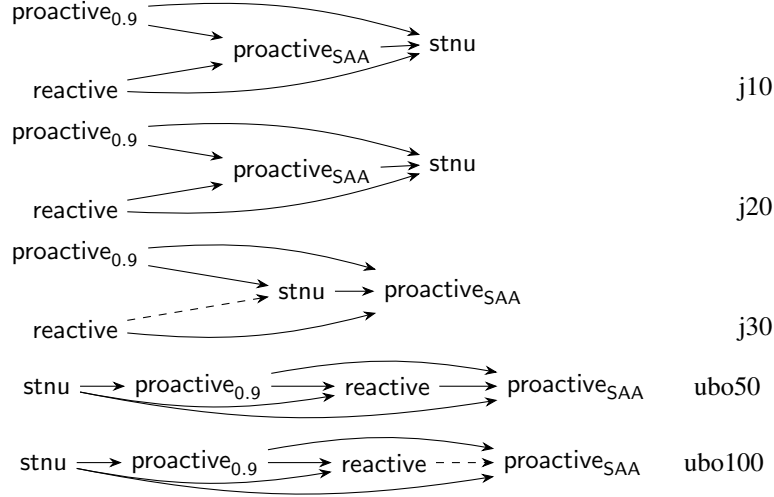 proactive0.9
proactiveSAA stnu
reactive
j10
proactive0.9
proactiveSAA stnu
reactive
j20
proactive0.9
stnu proactiveSAA
reactive
j30
stnu proactive0.9 reactive proactiveSAA ubo50
stnu proactive0.9 reactive proactiveSAA ubo100